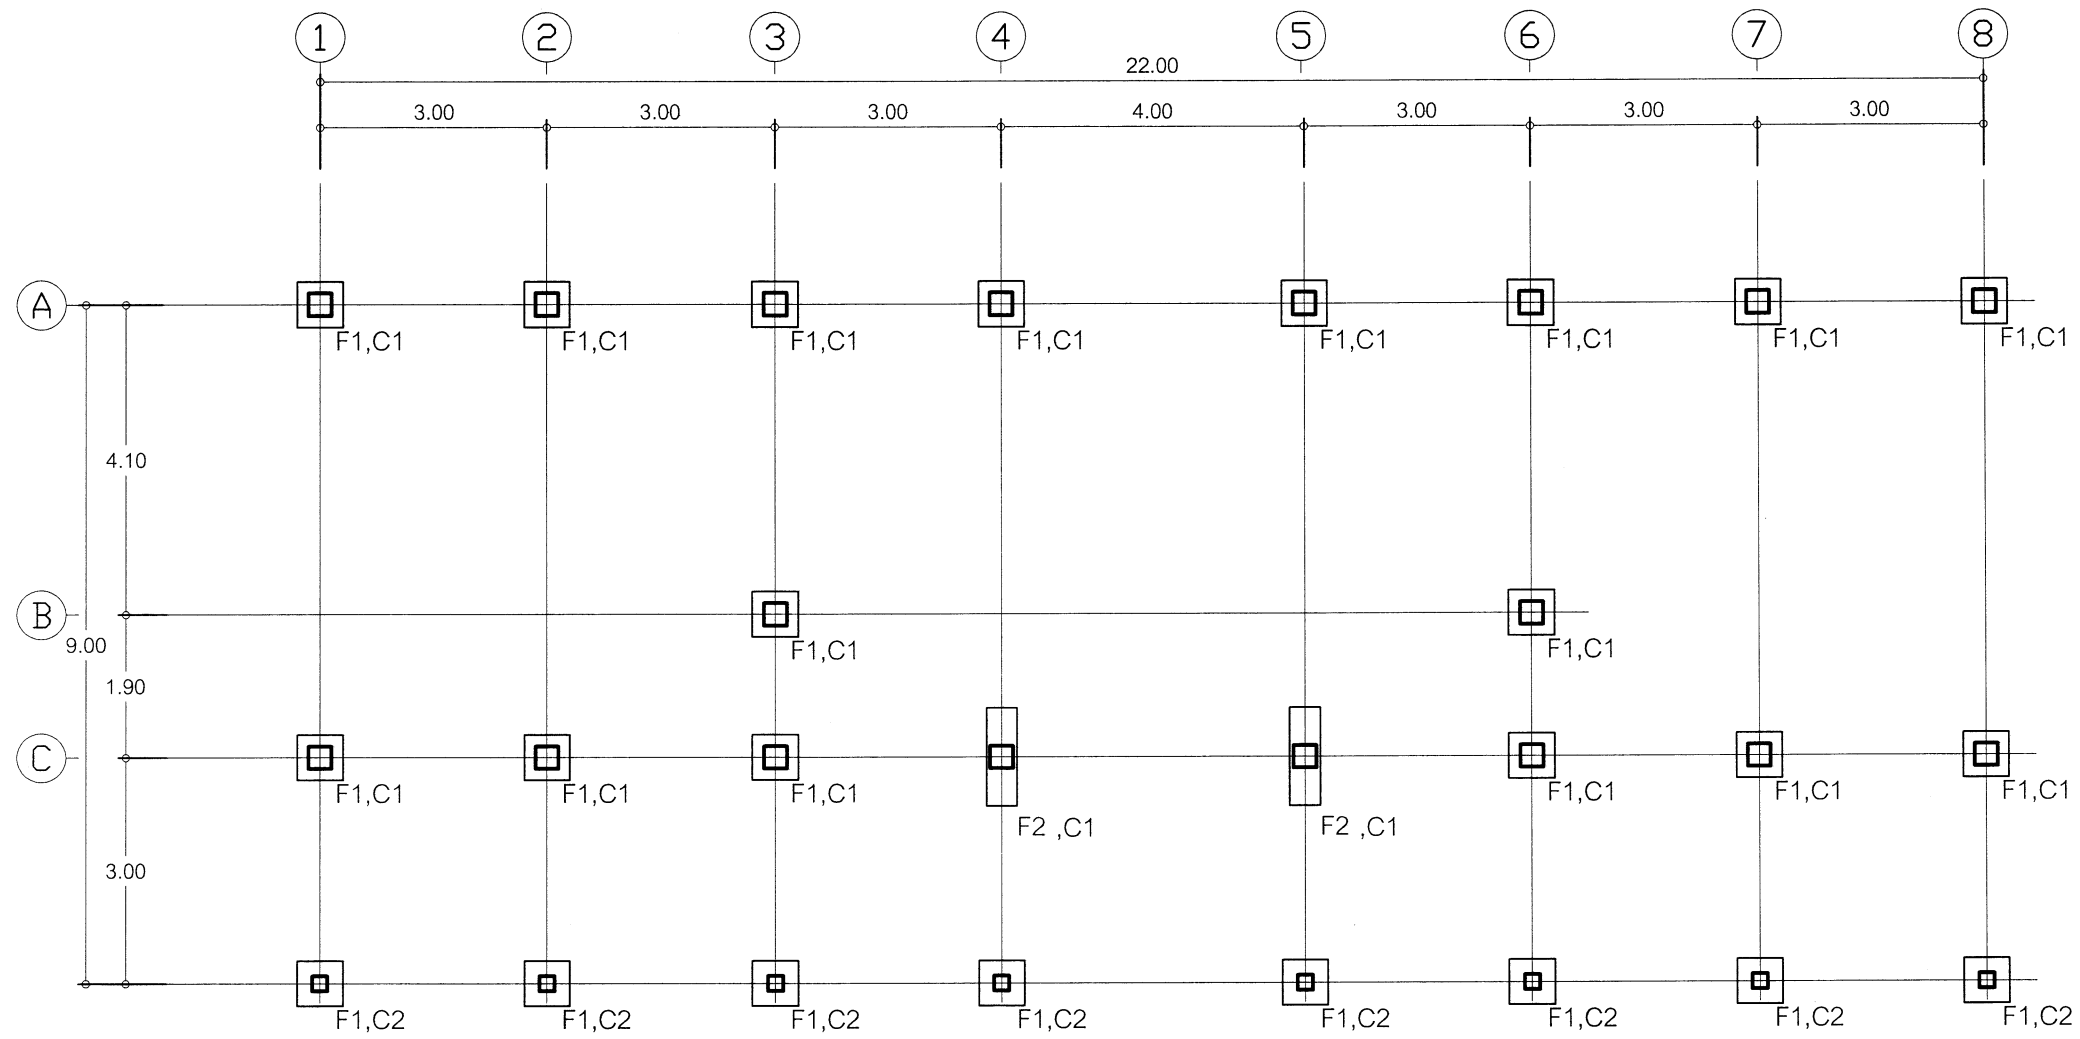 1 2 3 4 5 6 7 8
22.00
3.00 3.00 3.00 4.00 3.00 3.00 3.00
A
F1,C1 F1,C1 F1,C1 F1,C1 F1,C1 F1,C1 F1,C1 F1,C1
4.10
B
9.00
F1,C1 F1,C1
1.90
C
F1,C1 F1,C1 F1,C1 F1,C1 F1,C1 F1,C1
F2 ,C1 F2 ,C1
3.00
F1,C2 F1,C2 F1,C2 F1,C2 F1,C2 F1,C2 F1,C2 F1,C2